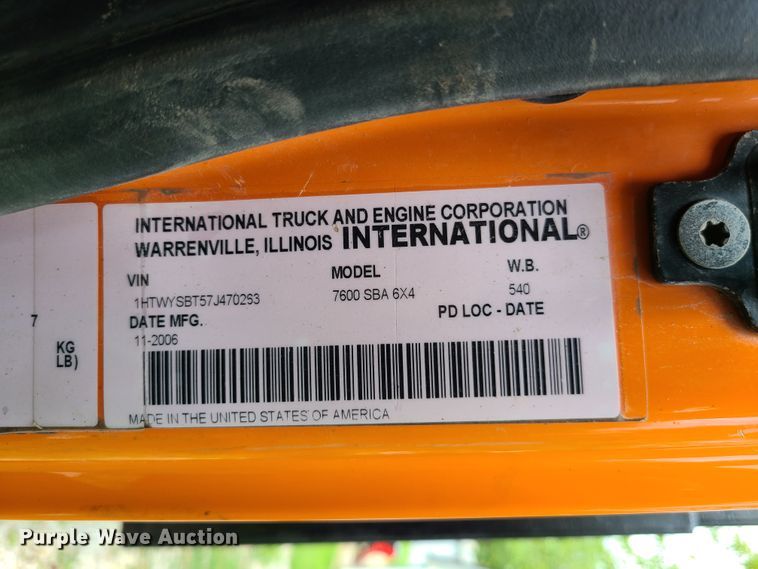 INTERNATIONAL TRUCK AND ENGINE CORPORATION
WARRENVILLE, ILLINOIS INTERNATIONAL®
VIN MODEL W.B.
1HTWYSBT57J470263 7600 SBA 6X4 540
DATE MFG. PD LOC - DATE
11-2006
MADE IN THE UNITED STATES OF AMERICA
7
KG
LB)
Purple Wave Auction®